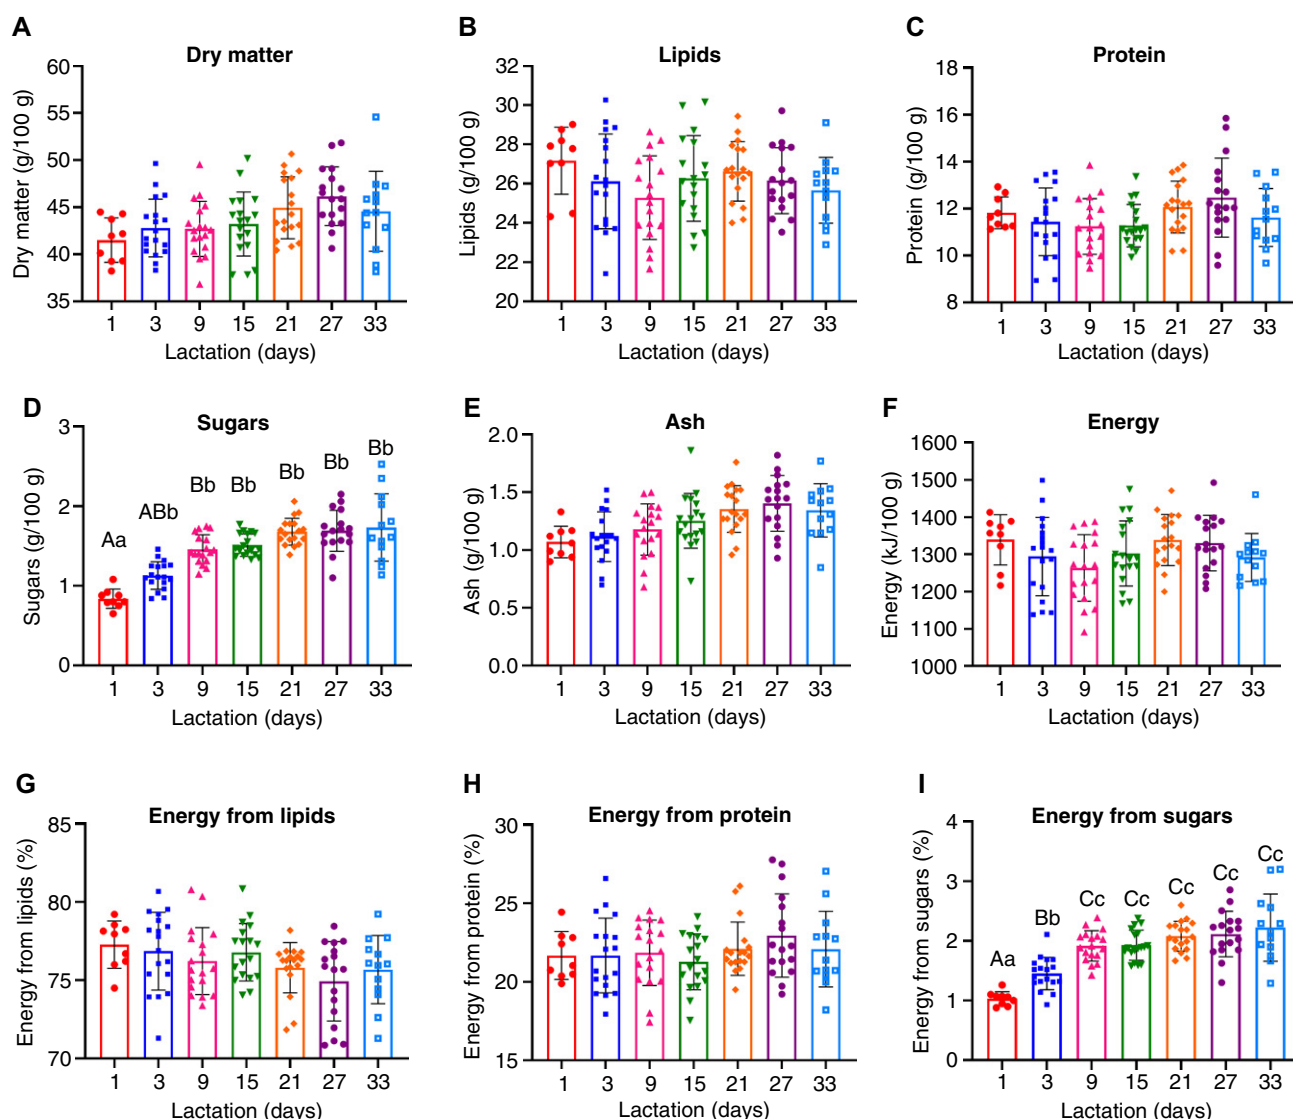 A
Dry matter
Dry matter (g/100 g)
60
55
50
45
40
35
1 3 9 15 21 27 33
Lactation (days)
B
Lipids
Lipids (g/100 g)
32
30
28
26
24
22
20
1 3 9 15 21 27 33
Lactation (days)
C
Protein
Protein (g/100 g)
18
16
14
12
10
8
1 3 9 15 21 27 33
Lactation (days)
D
Sugars
Sugars (g/100 g)
3
2
1
0
Aa ABb Bb Bb Bb Bb Bb
1 3 9 15 21 27 33
Lactation (days)
E
Ash
Ash (g/100 g)
2.0
1.5
1.0
0.5
0.0
1 3 9 15 21 27 33
Lactation (days)
F
Energy
Energy (kJ/100 g)
1600
1500
1400
1300
1200
1100
1000
1 3 9 15 21 27 33
Lactation (days)
G
Energy from lipids
Energy from lipids (%)
85
80
75
70
1 3 9 15 21 27 33
Lactation (days)
H
Energy from protein
Energy from protein (%)
30
25
20
15
1 3 9 15 21 27 33
Lactation (days)
I
Energy from sugars
Energy from sugars (%)
4
3
2
1
0
Aa Bb Cc Cc Cc Cc Cc
1 3 9 15 21 27 33
Lactation (days)